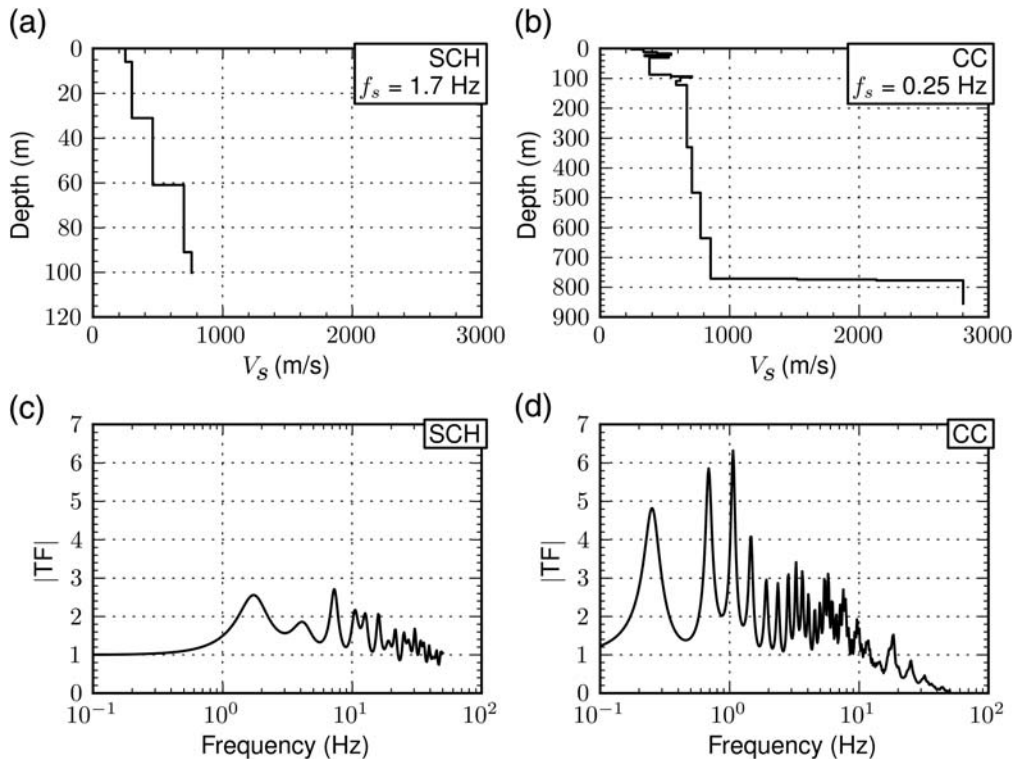 (a)
SCH
f_s = 1.7 Hz
0
20
40
60
80
100
120
Depth (m)
0
1000
2000
3000
V_s (m/s)
(b)
CC
f_s = 0.25 Hz
0
100
200
300
400
500
600
700
800
900
Depth (m)
0
1000
2000
3000
V_s (m/s)
(c)
SCH
7
6
5
4
3
2
1
0
|TF|
10^-1
10^0
10^1
10^2
Frequency (Hz)
(d)
CC
7
6
5
4
3
2
1
0
|TF|
10^-1
10^0
10^1
10^2
Frequency (Hz)